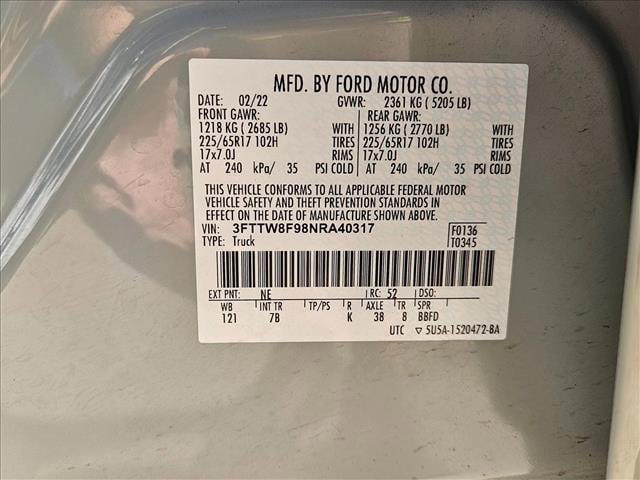 MFD. BY FORD MOTOR CO.
DATE: 02/22 GVWR: 2361 KG ( 5205 LB)
FRONT GAWR: REAR GAWR:
1218 KG ( 2685 LB) WITH 1256 KG ( 2770 LB) WITH
225/65R17 102H TIRES 225/65R17 102H TIRES
17x7.0J RIMS 17x7.0J RIMS
AT 240 kPa/ 35 PSI COLD AT 240 kPa/ 35 PSI COLD
THIS VEHICLE CONFORMS TO ALL APPLICABLE FEDERAL MOTOR
VEHICLE SAFETY AND THEFT PREVENTION STANDARDS IN
EFFECT ON THE DATE OF MANUFACTURE SHOWN ABOVE.
VIN: 3FTTW8F98NRA40317 F0136
TYPE: Truck T0345
EXT PNT: NE RC: 52 DSO:
WB INT TR TP/PS R AXLE TR SPR
121 7B K 38 8 BBFD
UTC ▽ 5U5A-1520472-BA